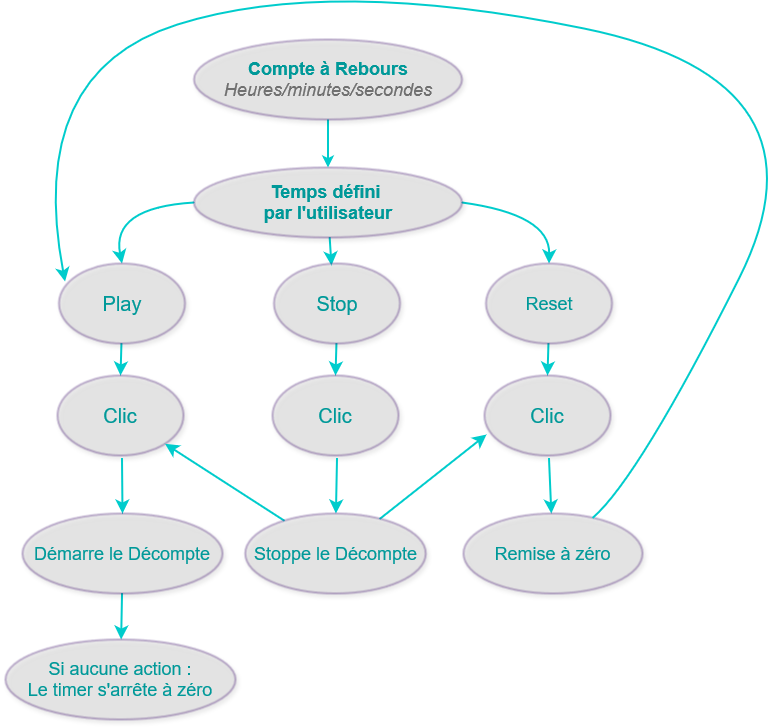 Compte à Rebours
Heures/minutes/secondes
Temps défini
par l'utilisateur
Play
Stop
Reset
Clic
Clic
Clic
Démarre le Décompte
Stoppe le Décompte
Remise à zéro
Si aucune action :
Le timer s'arrête à zéro